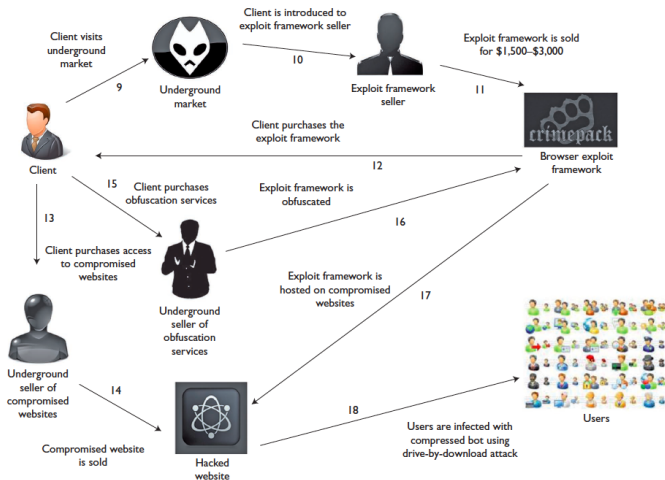 Client visits
underground
market
Client is introduced to
exploit framework seller
Exploit framework is sold
for $1,500–$3,000
9
10
11
Underground
market
Exploit framework
seller
crimepack
Browser exploit
framework
Client purchases the
exploit framework
12
Client
13
15
Client purchases
obfuscation services
Exploit framework is
obfuscated
16
Client purchases access
to compromised
websites
Exploit framework is
hosted on compromised
websites
17
Underground
seller of
obfuscation
services
Underground
seller of
compromised
websites
14
18
Users
Users are infected with
compressed bot using
drive-by-download attack
Compromised website
is sold
Hacked
website